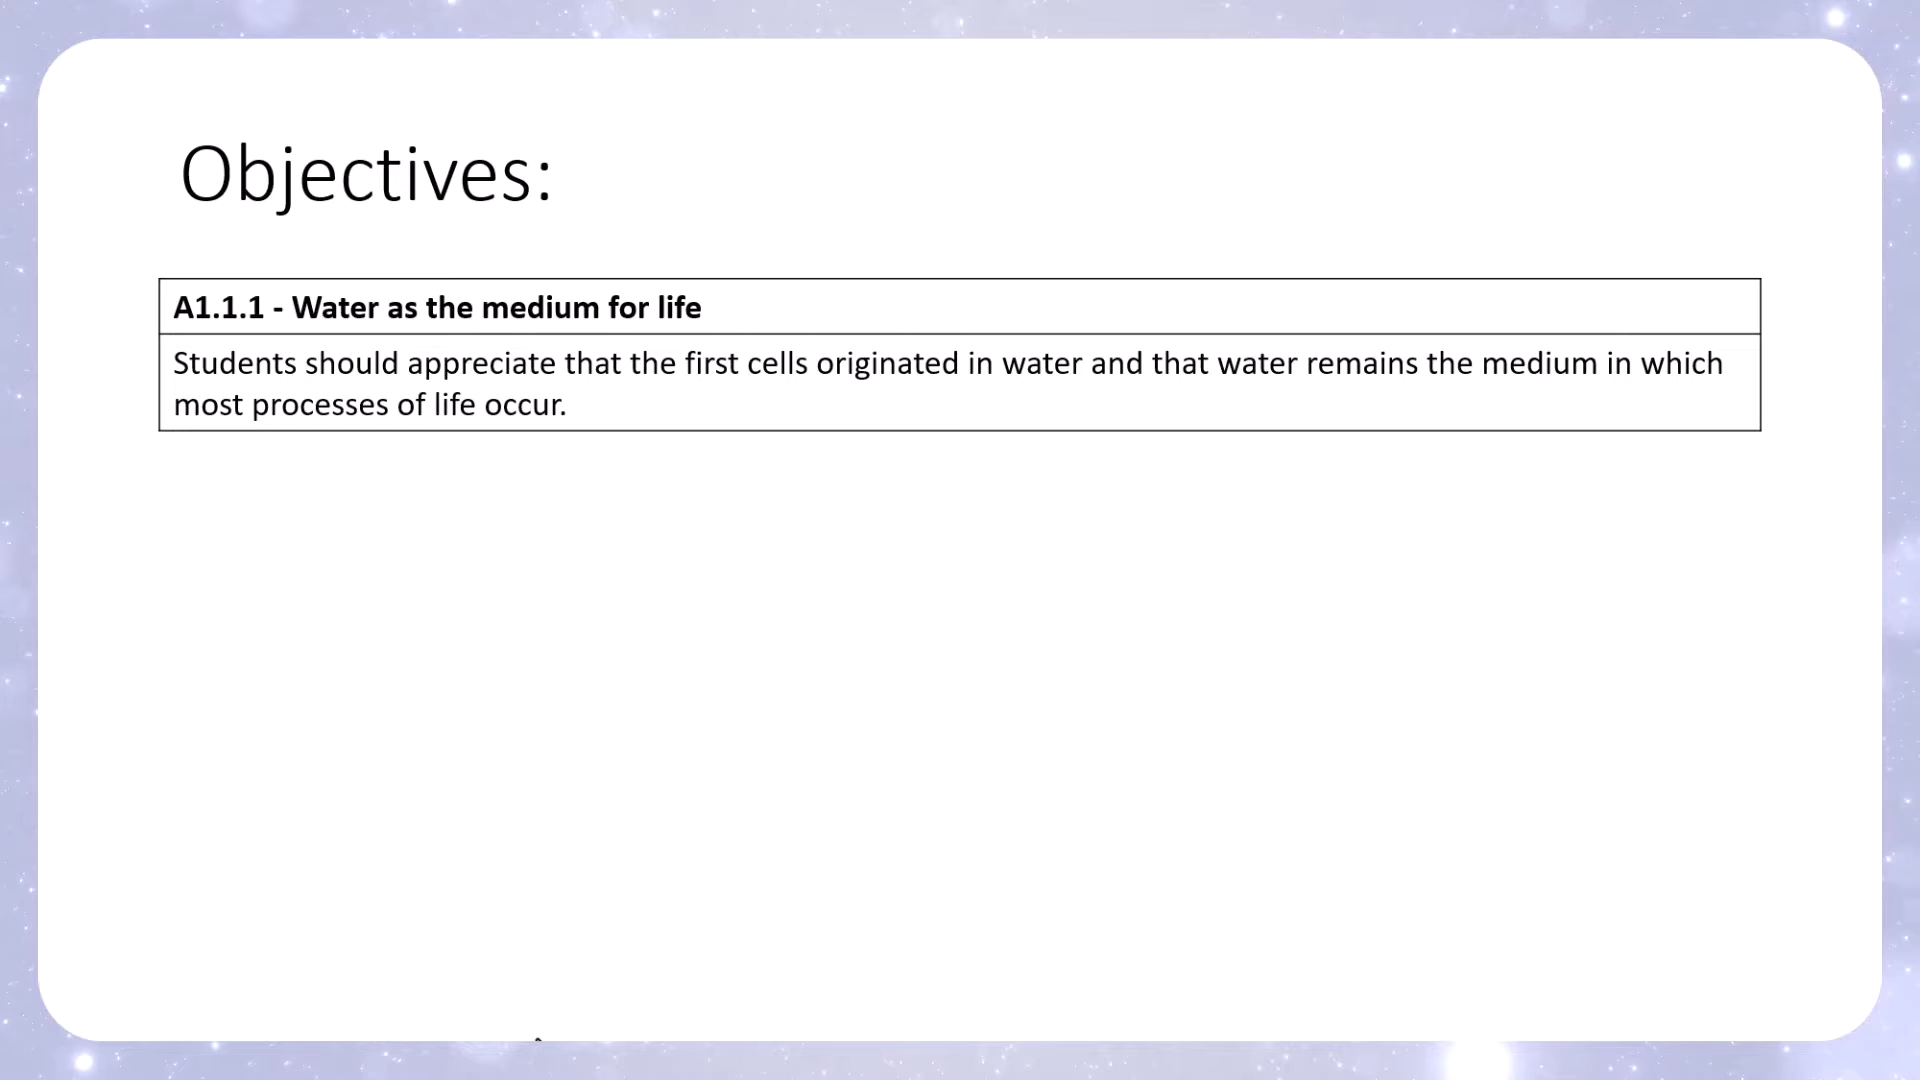 Objectives:
A1.1.1 - Water as the medium for life
Students should appreciate that the first cells originated in water and that water remains the medium in which
most processes of life occur.